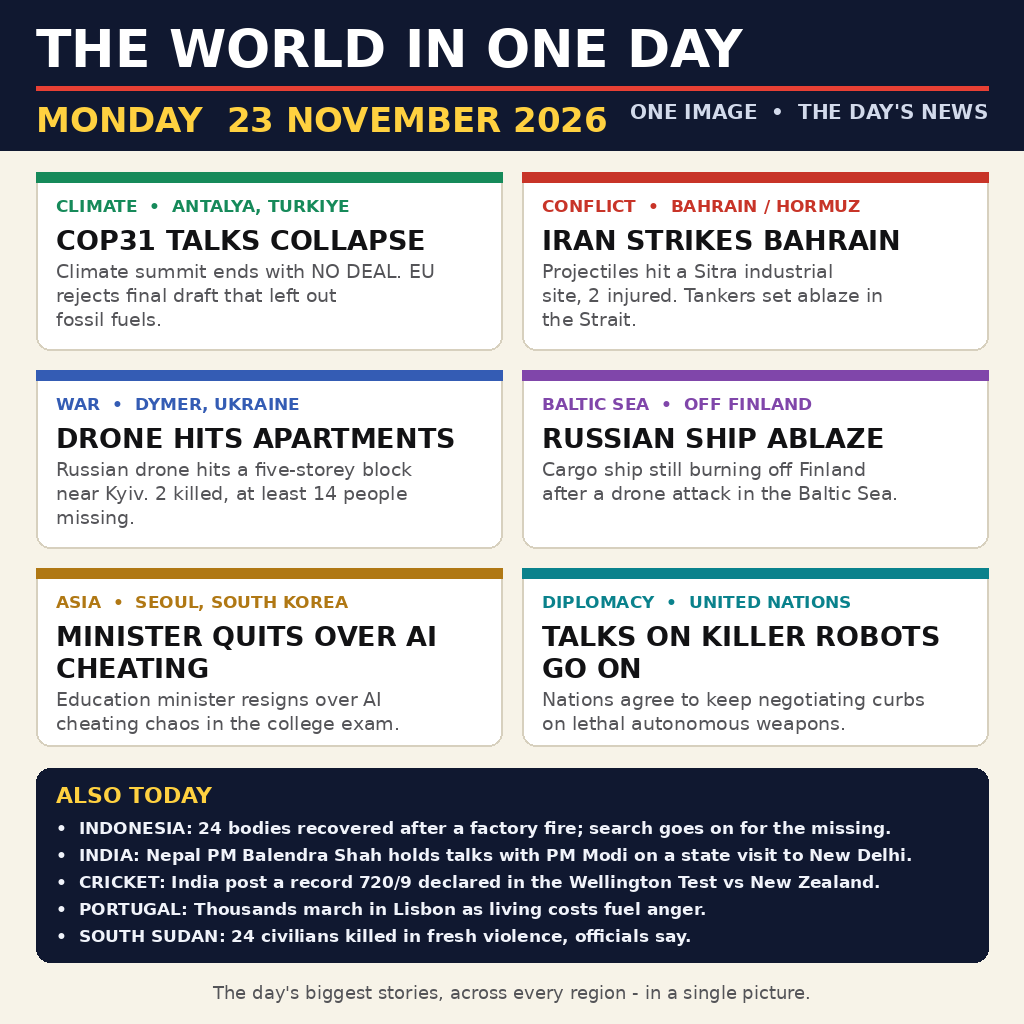 THE WORLD IN ONE DAY
MONDAY 23 NOVEMBER 2026
ONE IMAGE • THE DAY'S NEWS
CLIMATE • ANTALYA, TURKIYE
COP31 TALKS COLLAPSE
Climate summit ends with NO DEAL. EU
rejects final draft that left out
fossil fuels.
CONFLICT • BAHRAIN / HORMUZ
IRAN STRIKES BAHRAIN
Projectiles hit a Sitra industrial
site, 2 injured. Tankers set ablaze in
the Strait.
WAR • DYMER, UKRAINE
DRONE HITS APARTMENTS
Russian drone hits a five-storey block
near Kyiv. 2 killed, at least 14 people
missing.
BALTIC SEA • OFF FINLAND
RUSSIAN SHIP ABLAZE
Cargo ship still burning off Finland
after a drone attack in the Baltic Sea.
ASIA • SEOUL, SOUTH KOREA
MINISTER QUITS OVER AI
CHEATING
Education minister resigns over AI
cheating chaos in the college exam.
DIPLOMACY • UNITED NATIONS
TALKS ON KILLER ROBOTS
GO ON
Nations agree to keep negotiating curbs
on lethal autonomous weapons.
ALSO TODAY
• INDONESIA: 24 bodies recovered after a factory fire; search goes on for the missing.
• INDIA: Nepal PM Balendra Shah holds talks with PM Modi on a state visit to New Delhi.
• CRICKET: India post a record 720/9 declared in the Wellington Test vs New Zealand.
• PORTUGAL: Thousands march in Lisbon as living costs fuel anger.
• SOUTH SUDAN: 24 civilians killed in fresh violence, officials say.
The day's biggest stories, across every region - in a single picture.